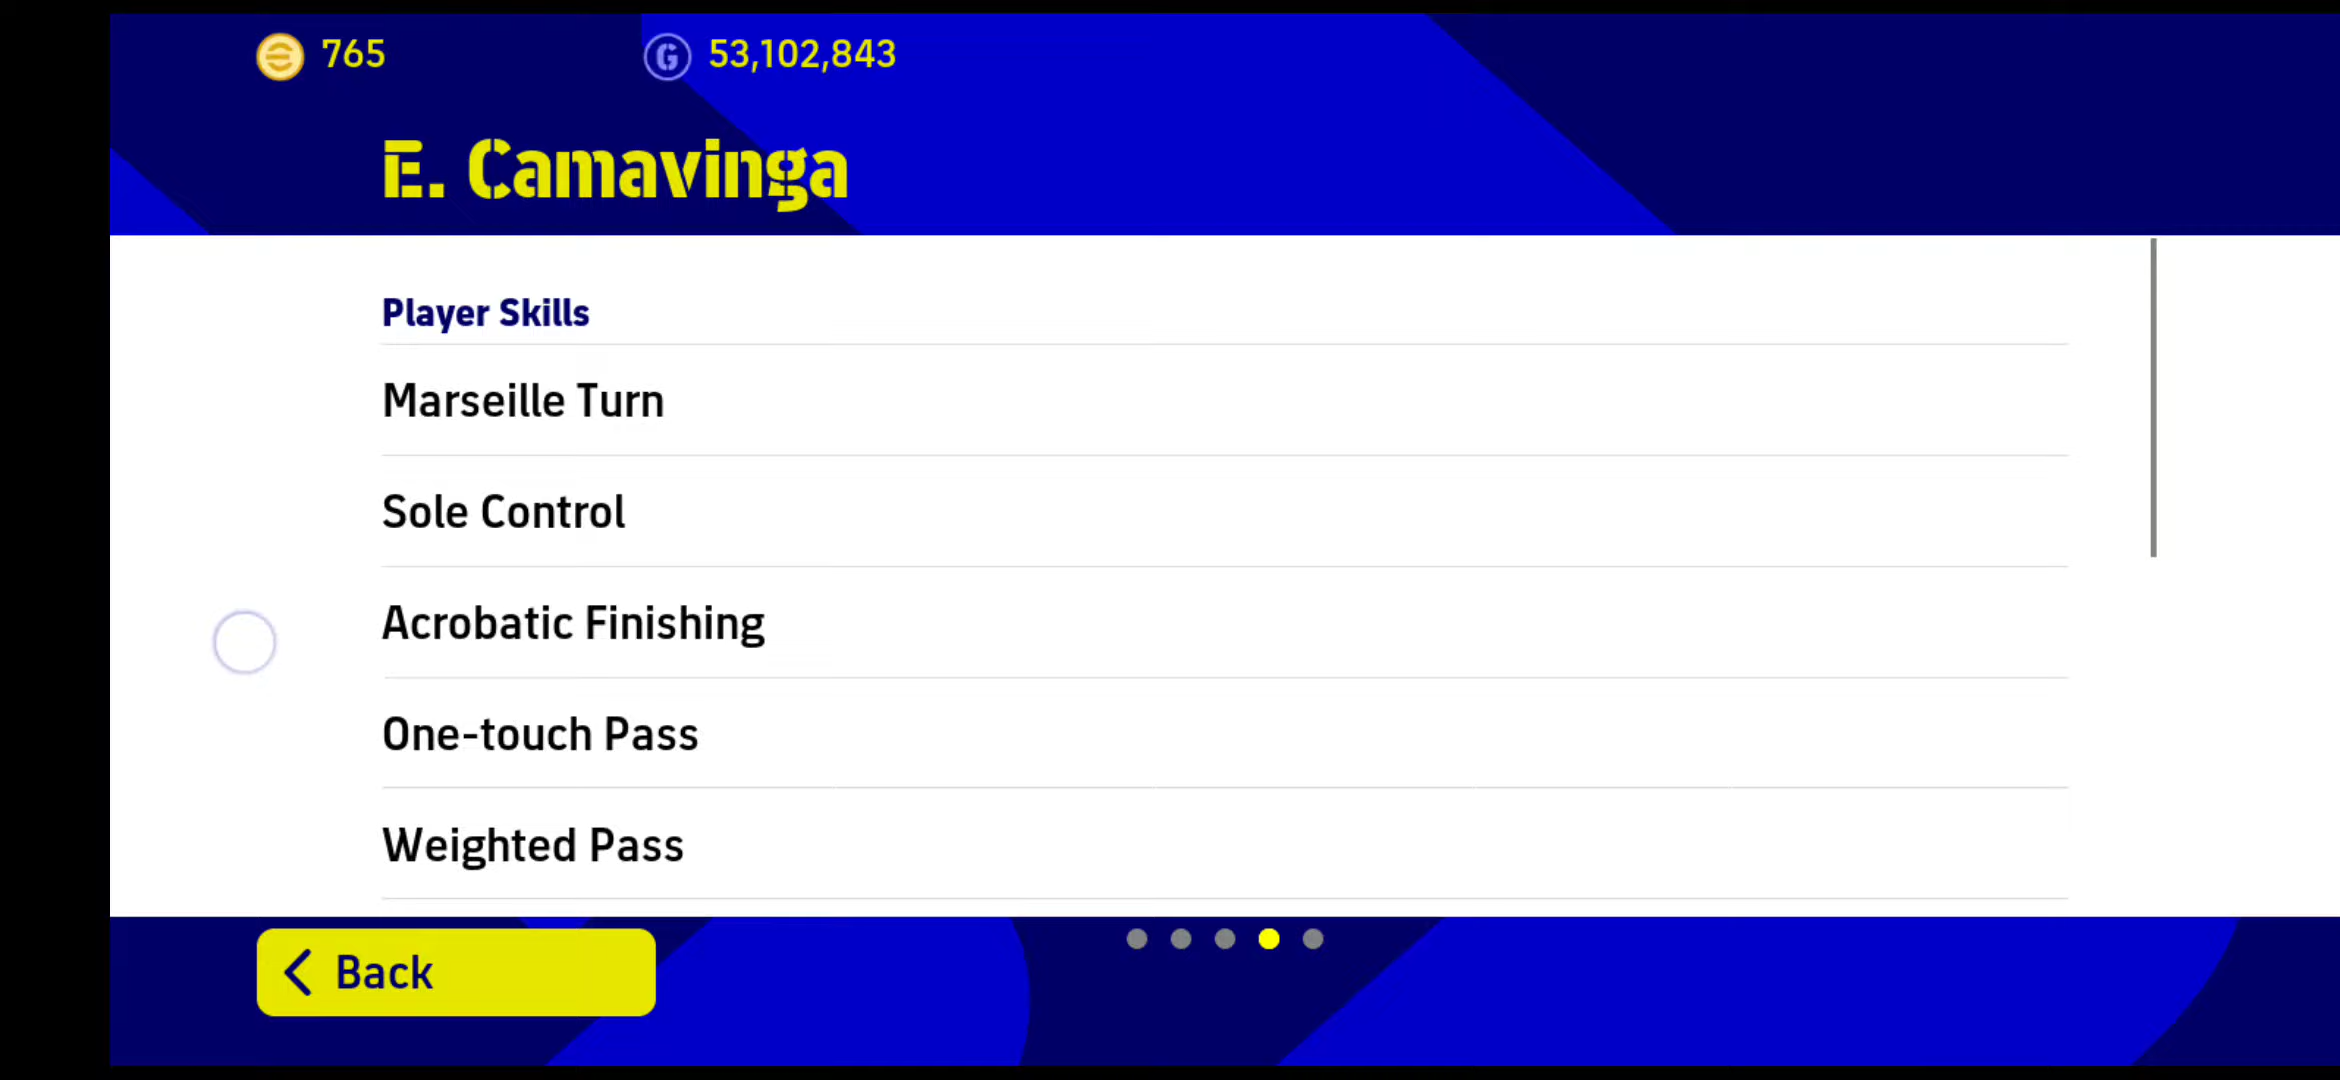 765
53,102,843
E. Camavinga
Player Skills
Marseille Turn
Sole Control
Acrobatic Finishing
One-touch Pass
Weighted Pass
Back